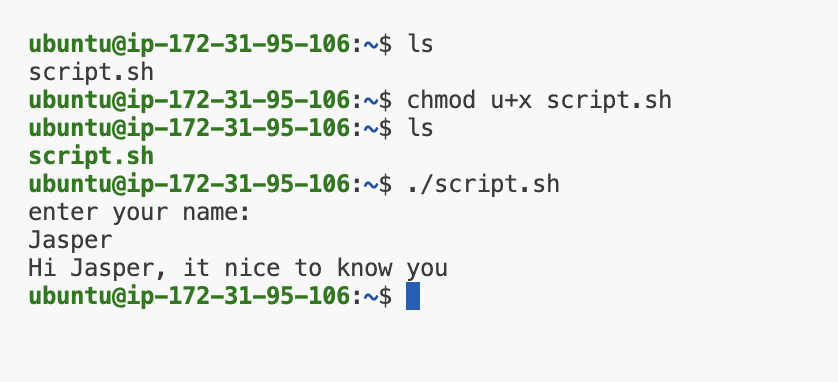 ubuntu@ip-172-31-95-106:~$ ls
script.sh
ubuntu@ip-172-31-95-106:~$ chmod u+x script.sh
ubuntu@ip-172-31-95-106:~$ ls
script.sh
ubuntu@ip-172-31-95-106:~$ ./script.sh
enter your name:
Jasper
Hi Jasper, it nice to know you
ubuntu@ip-172-31-95-106:~$